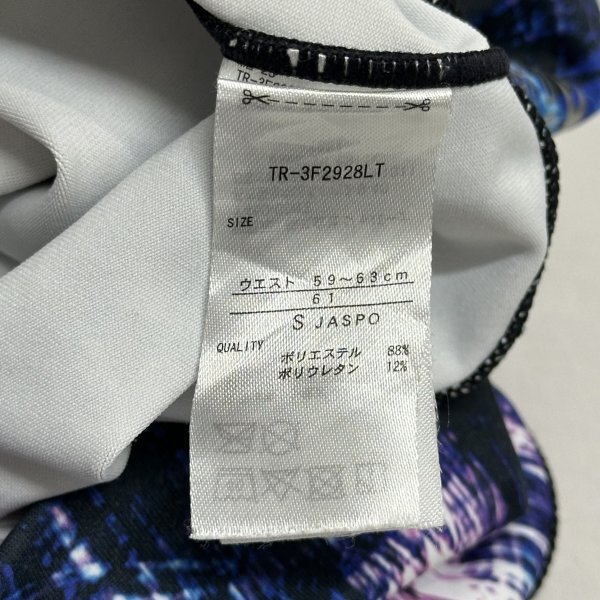 TR-3F2928LT
SIZE
ウエスト 59～63cm
61
S JASPO
QUALITY
ポリエステル 88%
ポリウレタン 12%